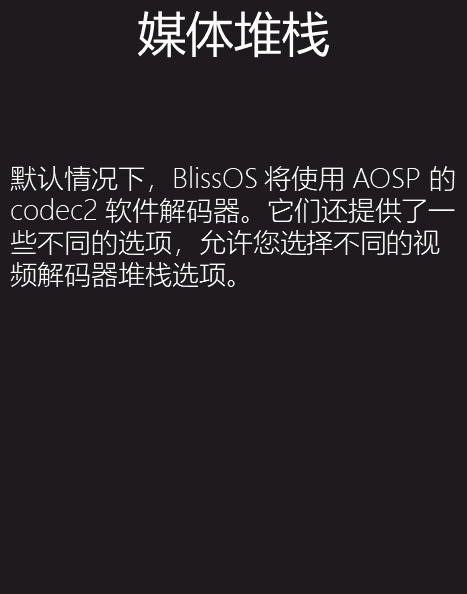 媒体堆栈
默认情况下，BlissOS 将使用 AOSP 的
codec2 软件解码器。它们还提供了一
些不同的选项，允许您选择不同的视
频解码器堆栈选项。